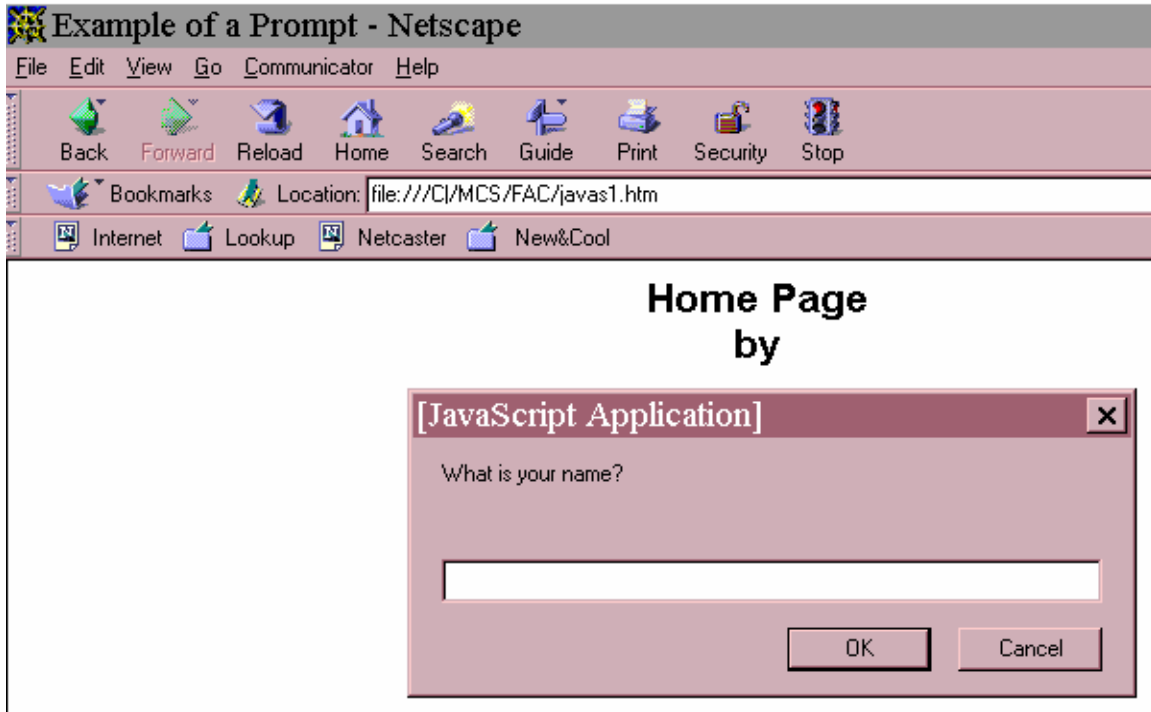 Example of a Prompt - Netscape
File Edit View Go Communicator Help
Back Forward Reload Home Search Guide Print Security Stop
Bookmarks Location: file:///C|/MCS/FAC/javas1.htm
Internet Lookup Netcaster New&Cool
Home Page
by
[JavaScript Application]
What is your name?
OK Cancel